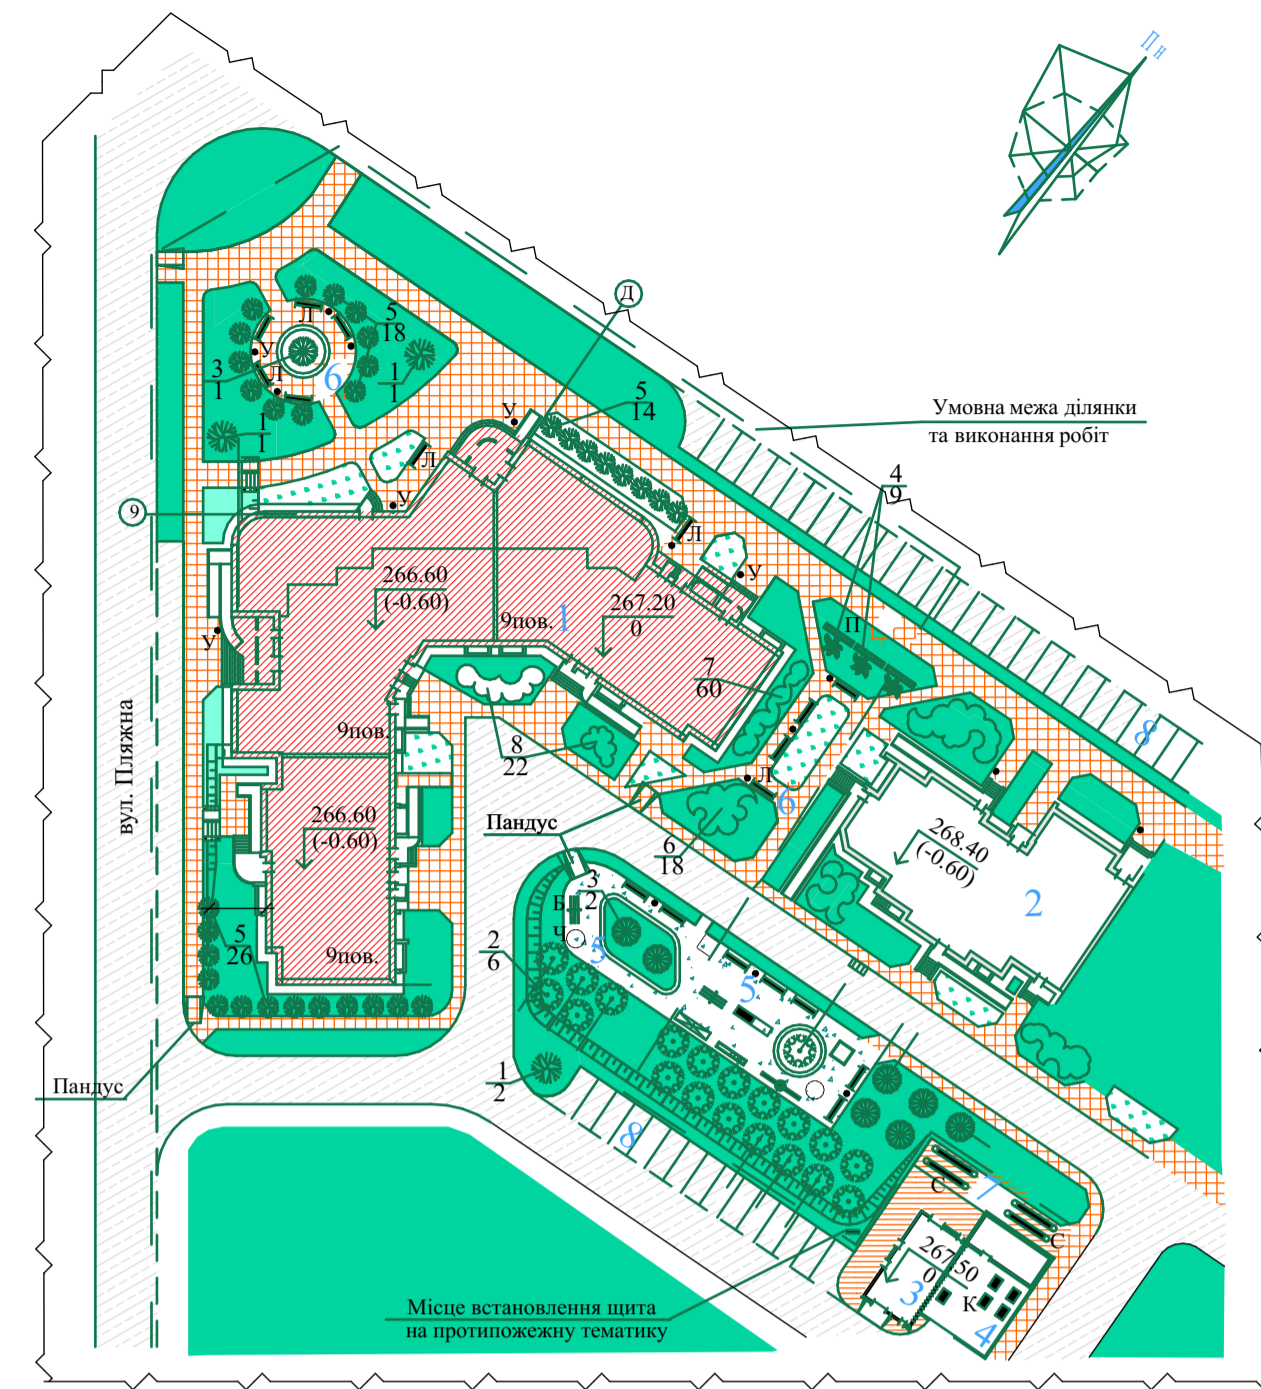 Пн
Д
Л
5
18
У
3
1
Л
6
1
1
1
1
У
5
14
Умовна межа ділянки
та виконання робіт
Л
4
9
У
9
Л
266.60
(-0.60)
У
267.20
0
9пов.
1
П
У
7
60
вул. Пляжна
9пов.
8
22
8
Л
6
266.60
(-0.60)
Пандус
6
18
268.40
(-0.60)
3
2
Б
Ч
5
2
2
6
5
26
9пов.
5
1
2
Пандус
8
7
С
С
267.50
0
3
К
4
Місце встановлення щита
на протипожежну тематику